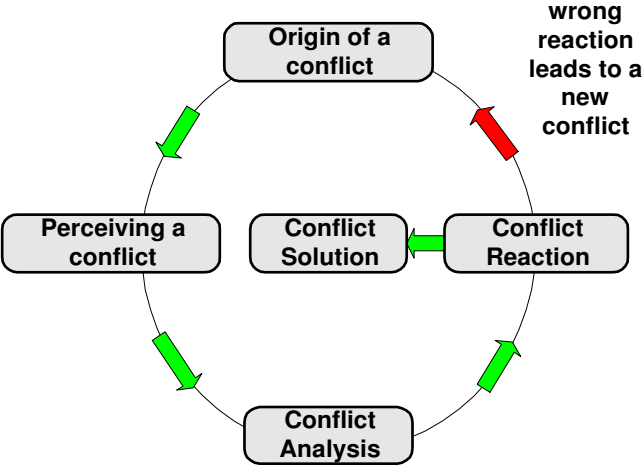 Origin of a
conflict
wrong
reaction
leads to a
new
conflict
Perceiving a
conflict
Conflict
Solution
Conflict
Reaction
Conflict
Analysis